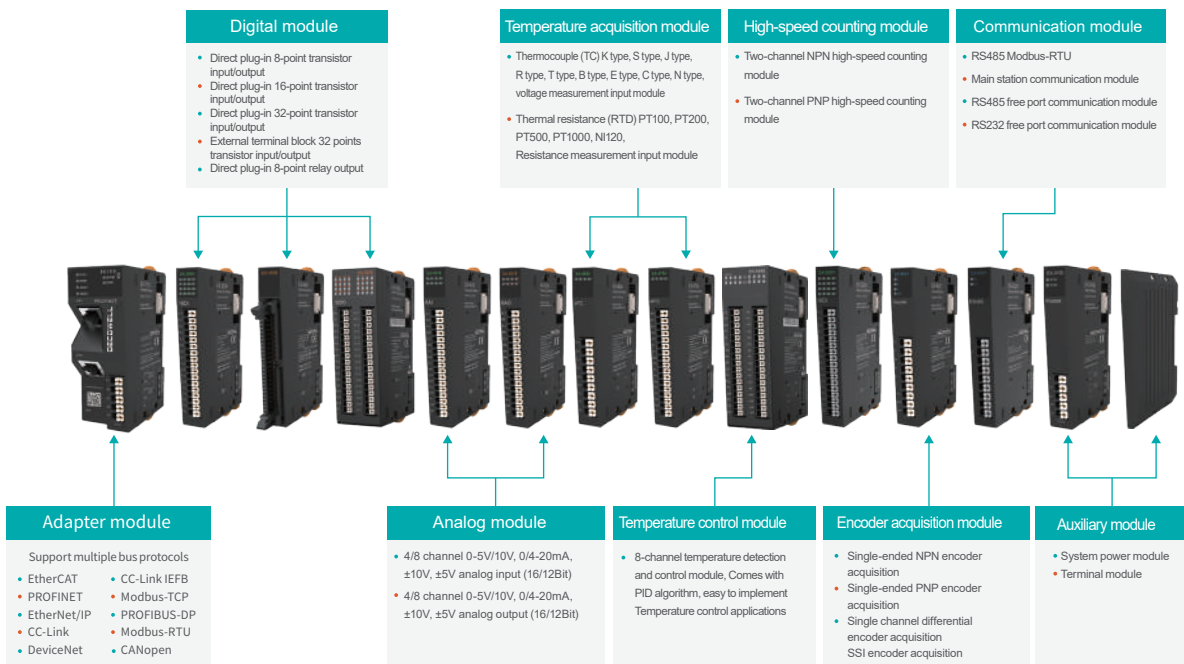 Digital module
Direct plug-in 8-point transistor
input/output
Direct plug-in 16-point transistor
input/output
Direct plug-in 32-point transistor
input/output
External terminal block 32 points
transistor input/output
Direct plug-in 8-point relay output
Temperature acquisition module
Thermocouple (TC) K type, S type, J type,
R type, T type, B type, E type, C type, N type,
voltage measurement input module
Thermal resistance (RTD) PT100, PT200,
PT500, PT1000, NI120,
Resistance measurement input module
High-speed counting module
Two-channel NPN high-speed counting
module
Two-channel PNP high-speed counting
module
Communication module
RS485 Modbus-RTU
Main station communication module
RS485 free port communication module
RS232 free port communication module
DECOWELL
Adapter module
Support multiple bus protocols
EtherCAT
PROFINET
EtherNet/IP
CC-Link
DeviceNet
CC-Link IEFB
Modbus-TCP
PROFIBUS-DP
Modbus-RTU
CANopen
Analog module
4/8 channel 0-5V/10V, 0/4-20mA,
±10V, ±5V analog input (16/12Bit)
4/8 channel 0-5V/10V, 0/4-20mA,
±10V, ±5V analog output (16/12Bit)
Temperature control module
8-channel temperature detection
and control module, Comes with
PID algorithm, easy to implement
Temperature control applications
Encoder acquisition module
Single-ended NPN encoder
acquisition
Single-ended PNP encoder
acquisition
Single channel differential
encoder acquisition
SSI encoder acquisition
Auxiliary module
System power module
Terminal module